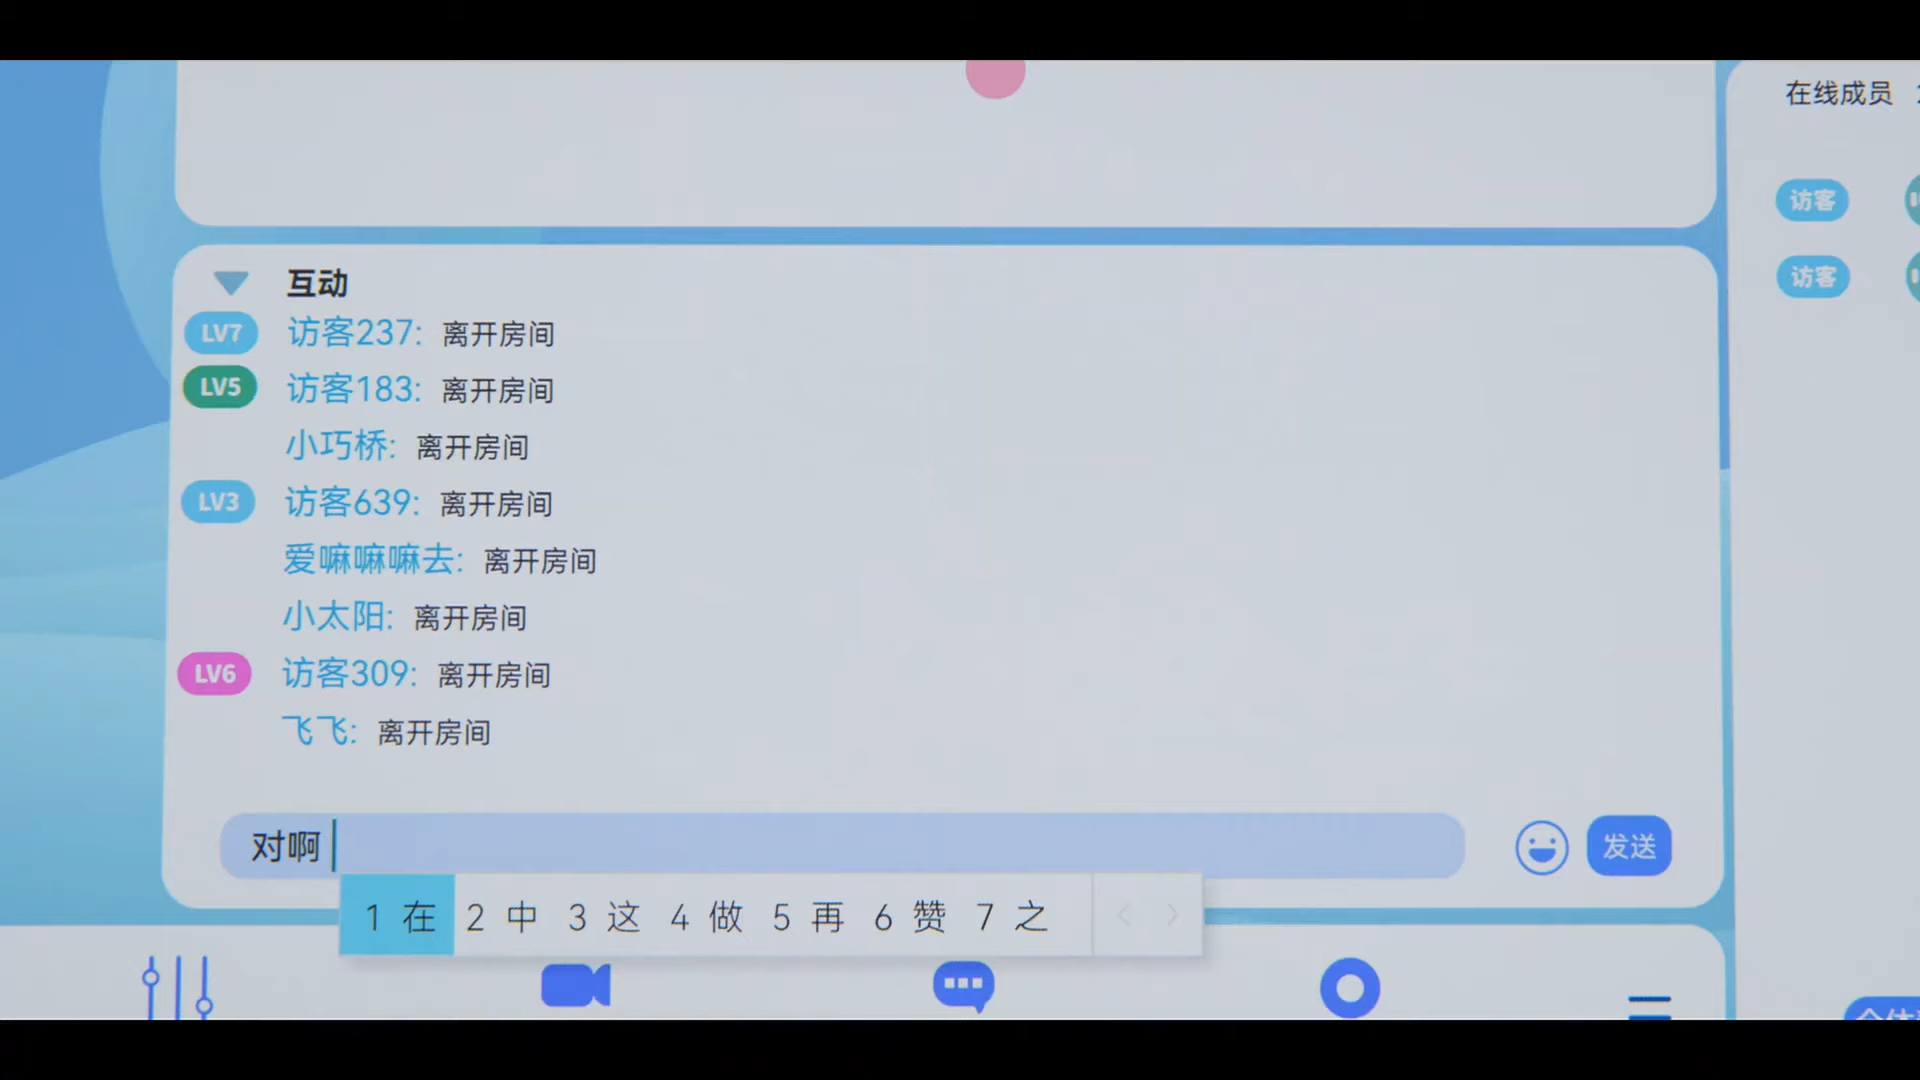 在线成员
访客
访客
互动
LV7 访客237: 离开房间
LV5 访客183: 离开房间
小巧桥: 离开房间
LV3 访客639: 离开房间
爱嘛嘛嘛去: 离开房间
小太阳: 离开房间
LV6 访客309: 离开房间
飞飞: 离开房间
对啊
发送
1 在 2 中 3 这 4 做 5 再 6 赞 7 之